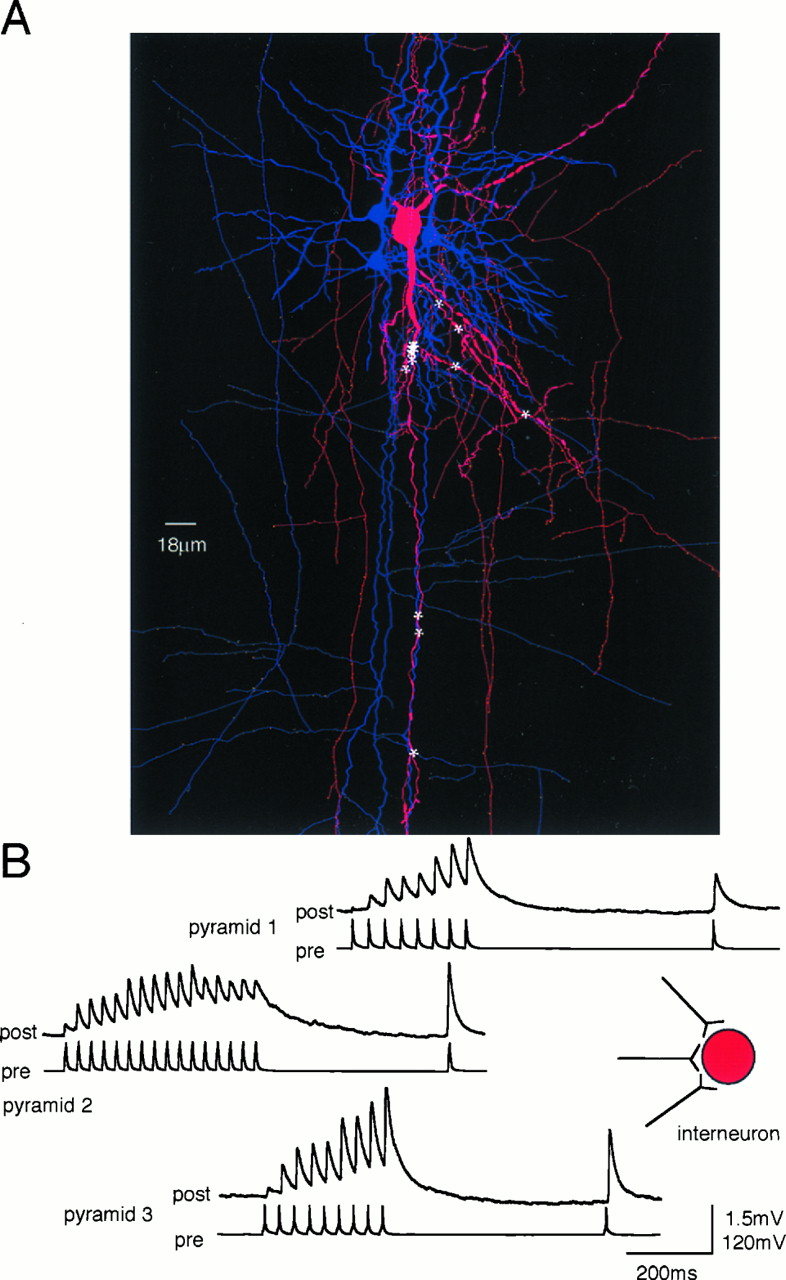 A
18μm
B
post
pyramid 1
pre
post
pre
pyramid 2
interneuron
post
pyramid 3
pre
1.5mV
120mV
200ms